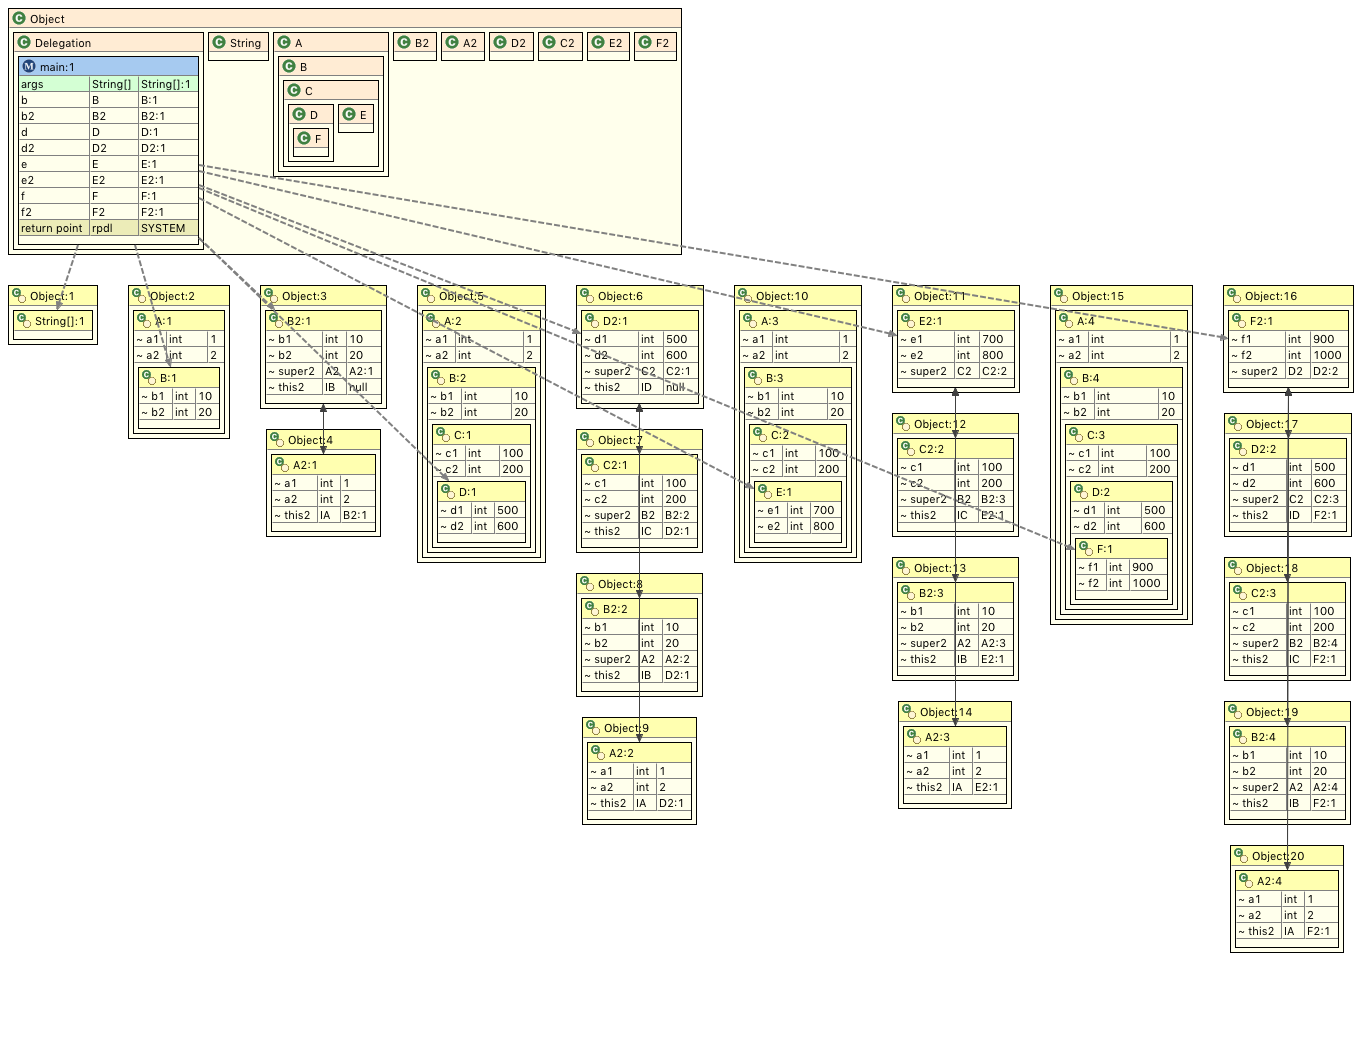 Object
Delegation
String
A
B2
A2
D2
C2
E2
F2
main:1
args String[] String[]:1
b B B:1
b2 B2 B2:1
d D D:1
d2 D2 D2:1
e E E:1
e2 E2 E2:1
f F F:1
f2 F2 F2:1
return point rpdl SYSTEM
B
C
D
E
F
Object:1
String[]:1
Object:2
A:1
~ a1 int 1
~ a2 int 2
B:1
~ b1 int 10
~ b2 int 20
Object:3
B2:1
~ b1 int 10
~ b2 int 20
~ super2 A2 A2:1
~ this2 IB null
Object:4
A2:1
~ a1 int 1
~ a2 int 2
~ this2 IA B2:1
Object:5
A:2
~ a1 int 1
~ a2 int 2
B:2
~ b1 int 10
~ b2 int 20
C:1
~ c1 int 100
~ c2 int 200
D:1
~ d1 int 500
~ d2 int 600
Object:6
D2:1
~ d1 int 500
~ d2 int 600
~ super2 C2 C2:1
~ this2 ID null
Object:7
C2:1
~ c1 int 100
~ c2 int 200
~ super2 B2 B2:2
~ this2 IC D2:1
Object:8
B2:2
~ b1 int 10
~ b2 int 20
~ super2 A2 A2:2
~ this2 IB D2:1
Object:9
A2:2
~ a1 int 1
~ a2 int 2
~ this2 IA D2:1
Object:10
A:3
~ a1 int 1
~ a2 int 2
B:3
~ b1 int 10
~ b2 int 20
C:2
~ c1 int 100
~ c2 int 200
E:1
~ e1 int 700
~ e2 int 800
Object:11
E2:1
~ e1 int 700
~ e2 int 800
~ super2 C2 C2:2
Object:12
C2:2
~ c1 int 100
~ c2 int 200
~ super2 B2 B2:3
~ this2 IC E2:1
Object:13
B2:3
~ b1 int 10
~ b2 int 20
~ super2 A2 A2:3
~ this2 IB E2:1
Object:14
A2:3
~ a1 int 1
~ a2 int 2
~ this2 IA E2:1
Object:15
A:4
~ a1 int 1
~ a2 int 2
B:4
~ b1 int 10
~ b2 int 20
C:3
~ c1 int 100
~ c2 int 200
D:2
~ d1 int 500
~ d2 int 600
F:1
~ f1 int 900
~ f2 int 1000
Object:16
F2:1
~ f1 int 900
~ f2 int 1000
~ super2 D2 D2:2
Object:17
D2:2
~ d1 int 500
~ d2 int 600
~ super2 C2 C2:3
~ this2 ID F2:1
Object:18
C2:3
~ c1 int 100
~ c2 int 200
~ super2 B2 B2:4
~ this2 IC F2:1
Object:19
B2:4
~ b1 int 10
~ b2 int 20
~ super2 A2 A2:4
~ this2 IB F2:1
Object:20
A2:4
~ a1 int 1
~ a2 int 2
~ this2 IA F2:1